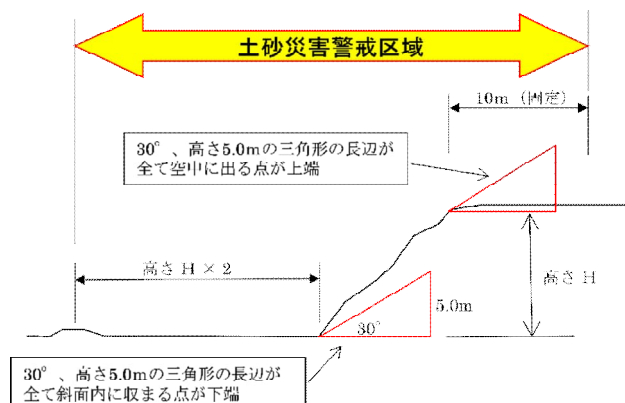 土砂災害警戒区域
10m (固定)
30°、高さ5.0mの三角形の長辺が
全て空中に出る点が上端
高さ H × 2
高さ H
5.0m
30°
30°、高さ5.0mの三角形の長辺が
全て斜面内に収まる点が下端